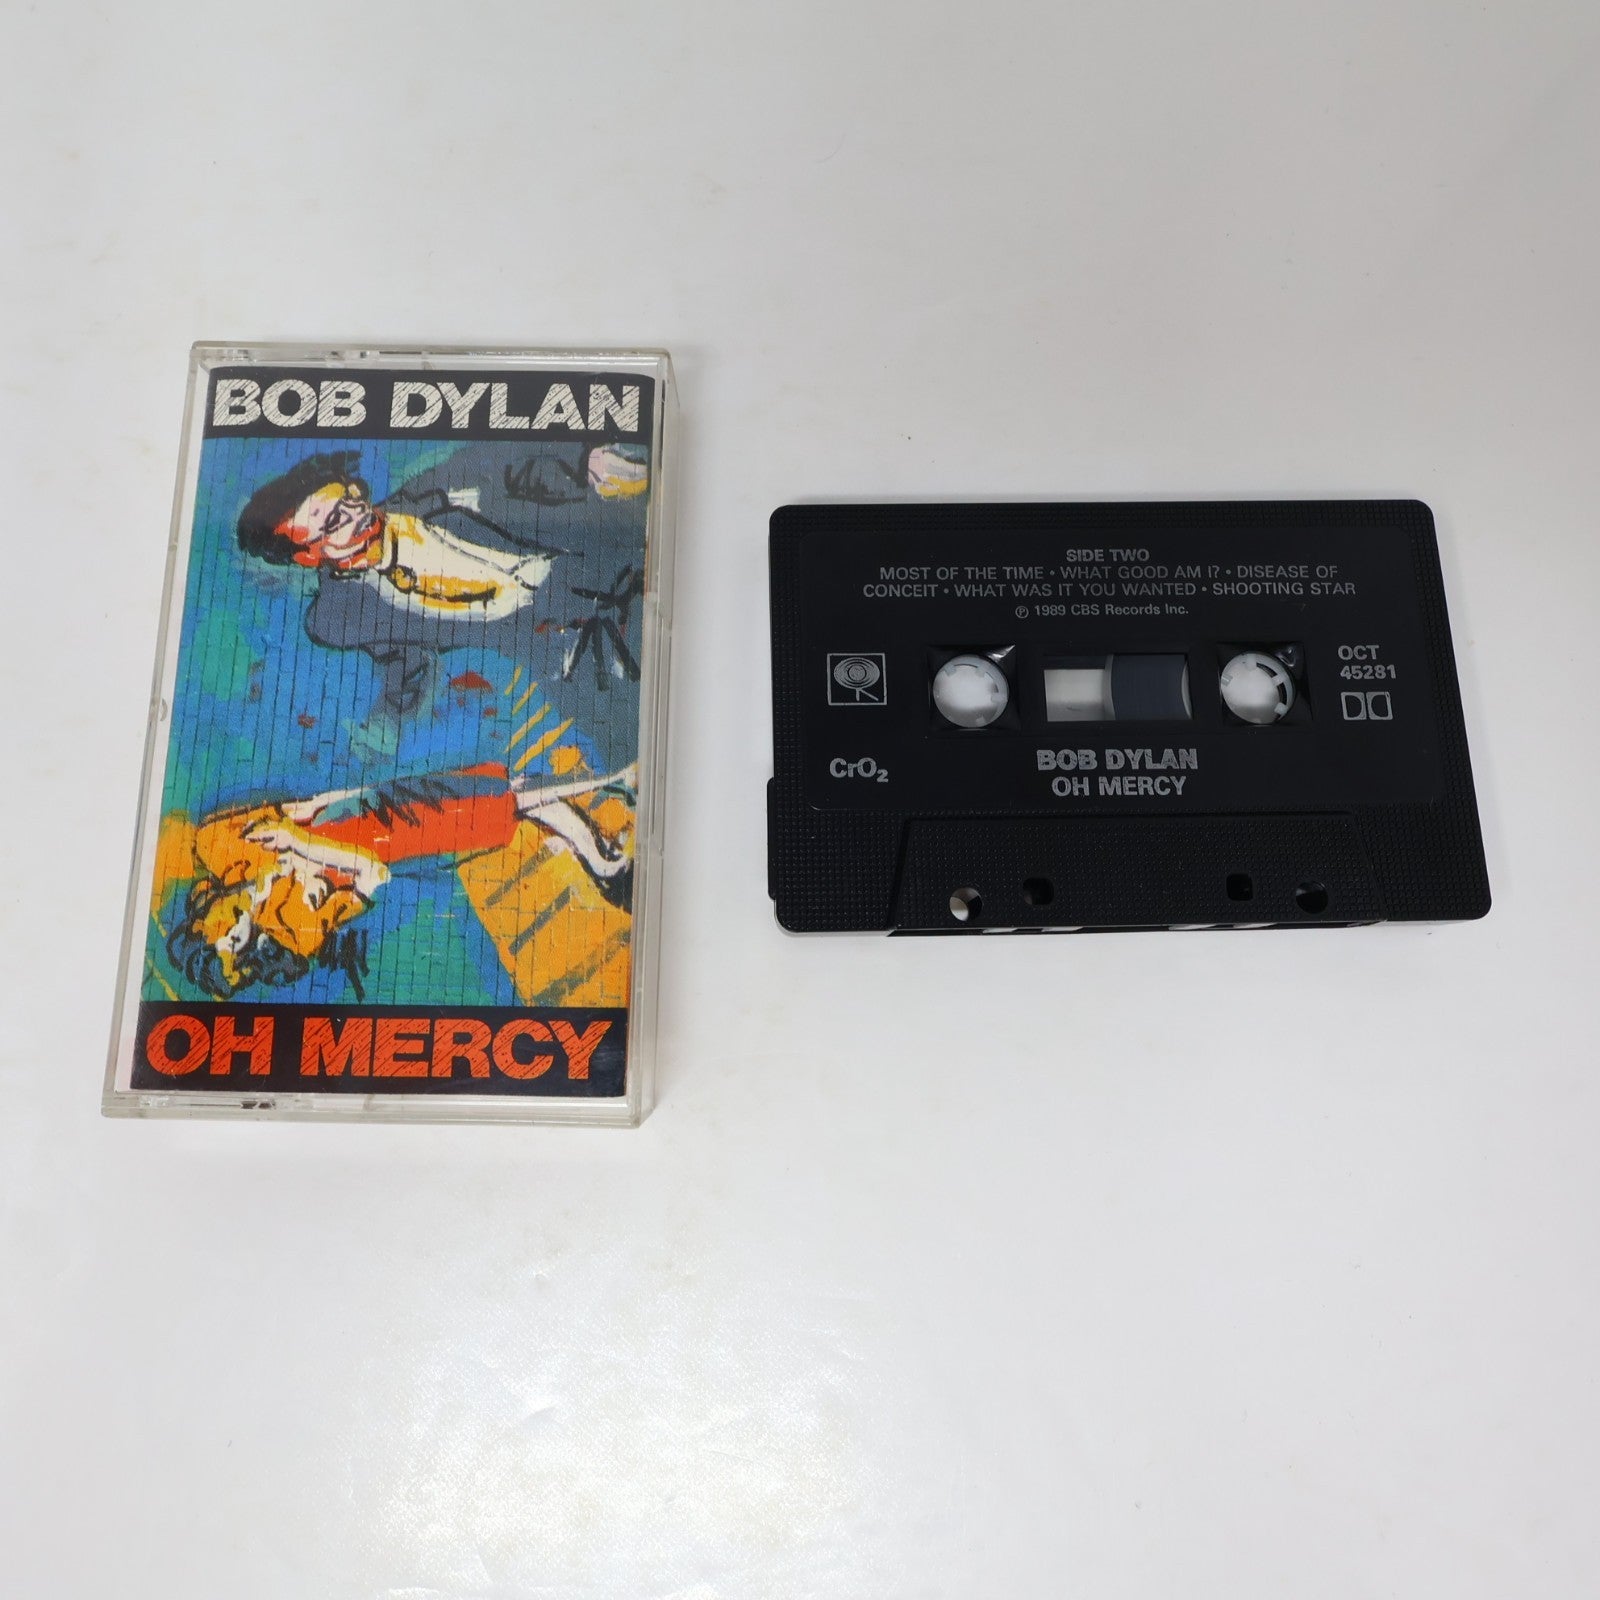 BOB DYLAN
OH MERCY
SIDE TWO
MOST OF THE TIME • WHAT GOOD AM I? • DISEASE OF
CONCEIT • WHAT WAS IT YOU WANTED • SHOOTING STAR
℗ 1989 CBS Records Inc.
OCT
45281
CrO₂
BOB DYLAN
OH MERCY